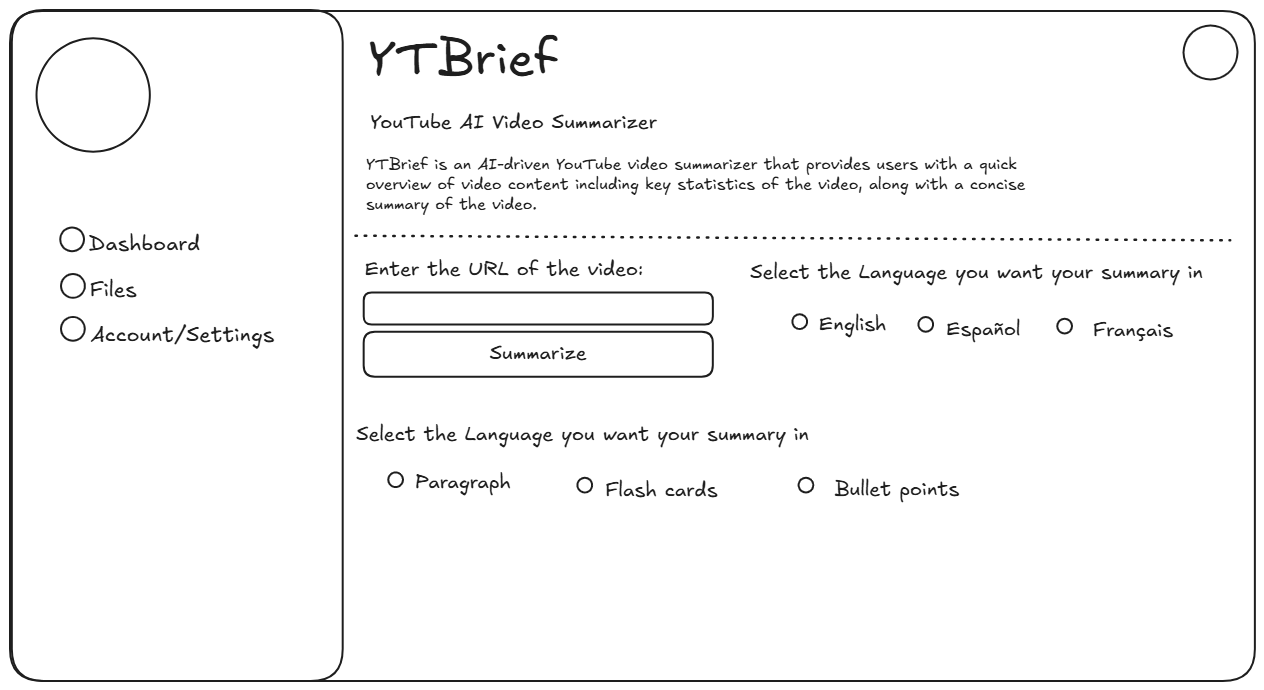 YTBrief
YouTube AI Video Summarizer
YTBrief is an AI-driven YouTube video summarizer that provides users with a quick
overview of video content including key statistics of the video, along with a concise
summary of the video.
Dashboard
Files
Account/Settings
Enter the URL of the video:
Summarize
Select the Language you want your summary in
English
Español
Français
Select the Language you want your summary in
Paragraph
Flash cards
Bullet points